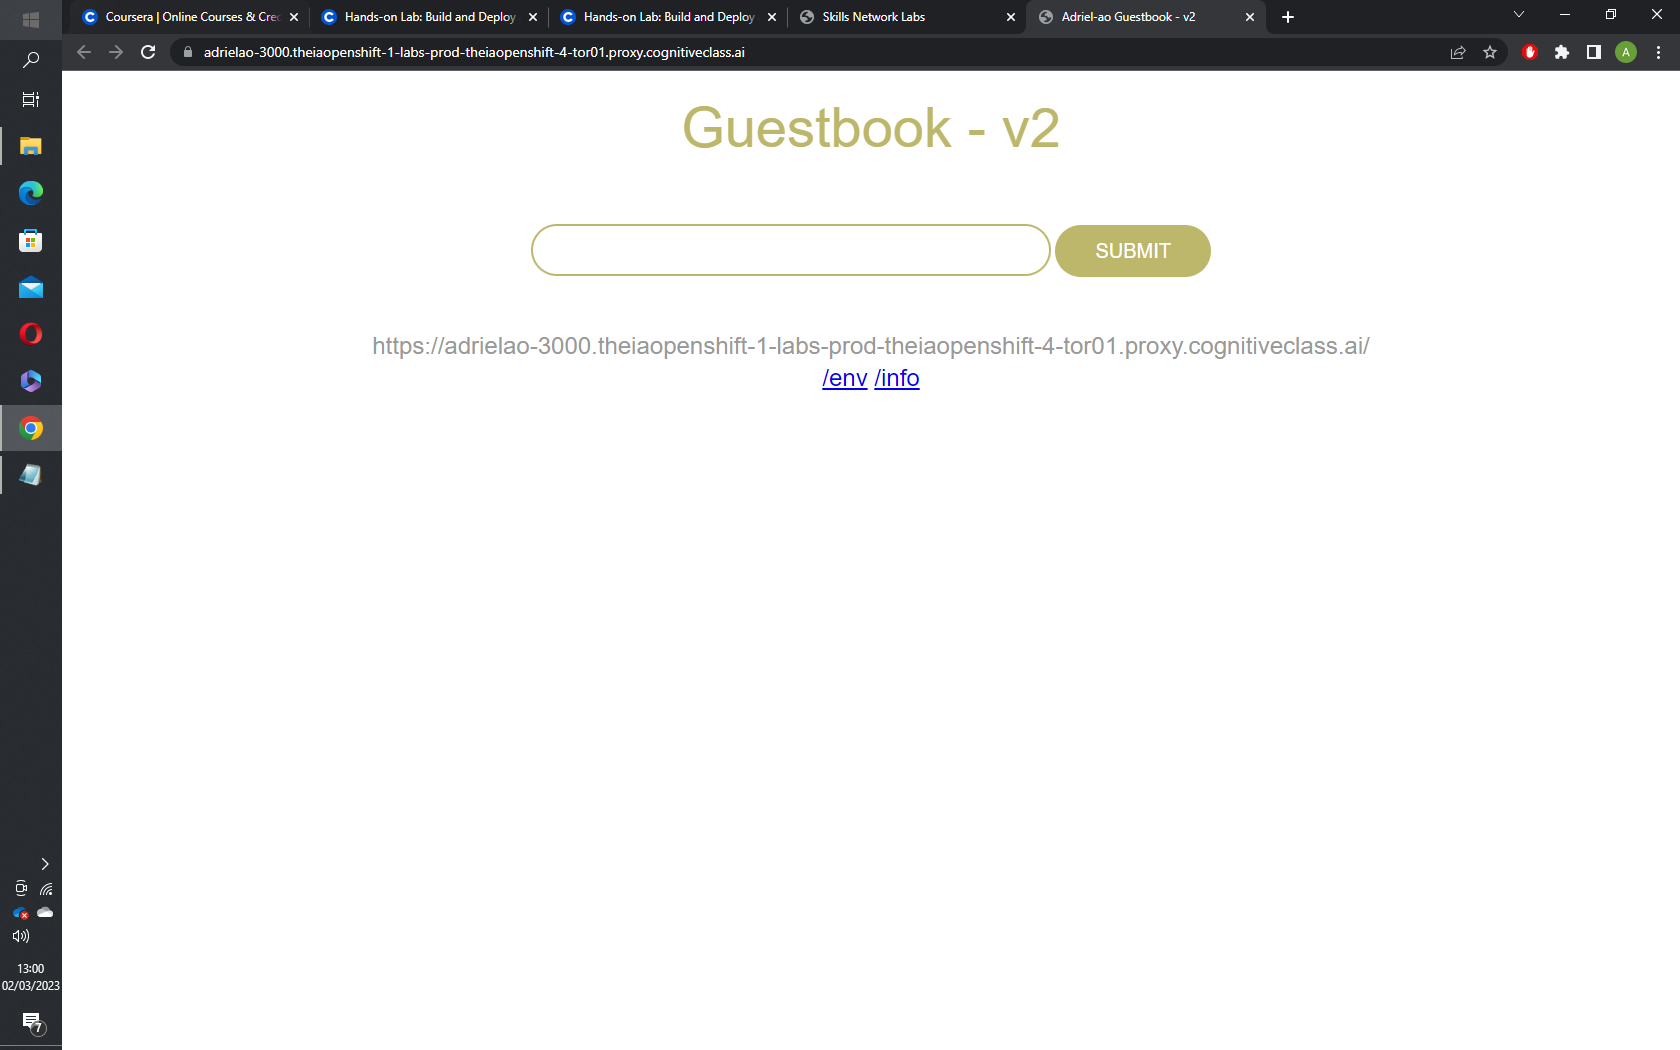 Coursera | Online Courses & Cre
Hands-on Lab: Build and Deploy
Hands-on Lab: Build and Deploy
Skills Network Labs
Adriel-ao Guestbook - v2
adrielao-3000.theiaopenshift-1-labs-prod-theiaopenshift-4-tor01.proxy.cognitiveclass.ai
A
Guestbook - v2
SUBMIT
https://adrielao-3000.theiaopenshift-1-labs-prod-theiaopenshift-4-tor01.proxy.cognitiveclass.ai/
/env /info
13:00
02/03/2023
7